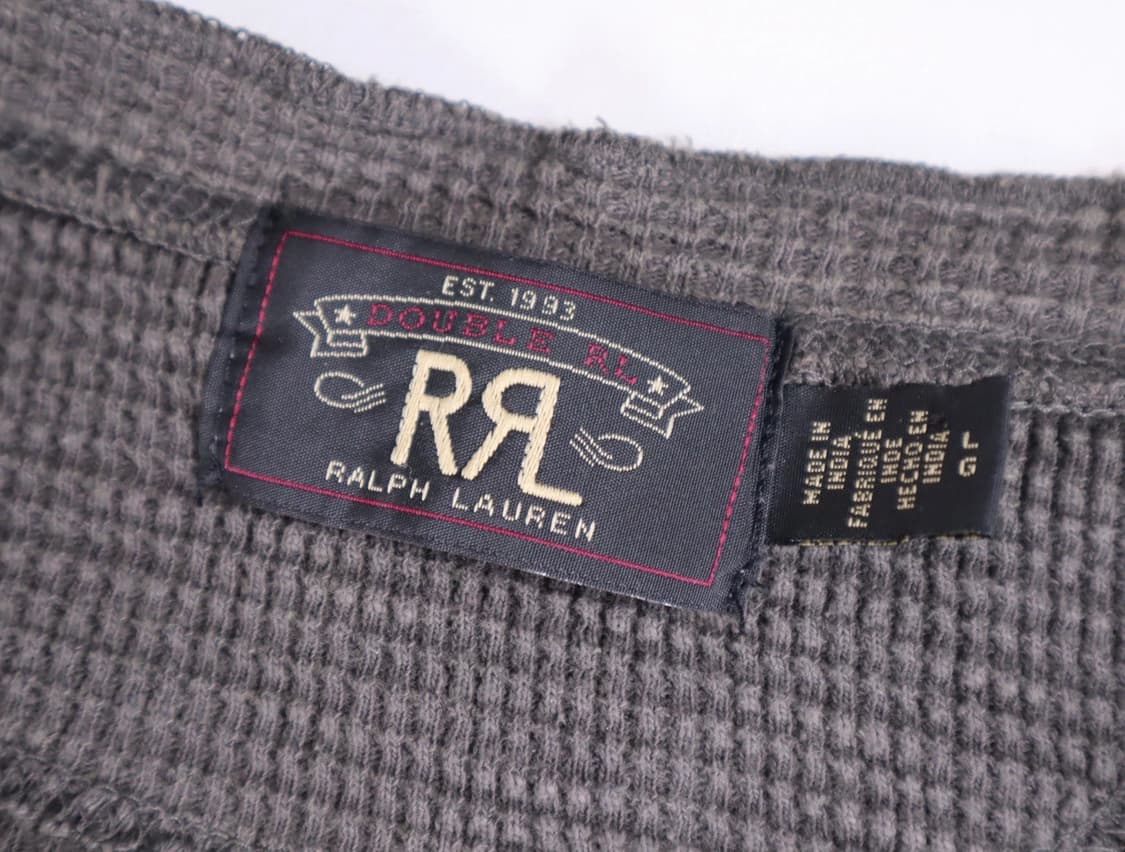 EST. 1993
DOUBLE RL
RRL
RALPH LAUREN
MADE IN
INDIA
FABRIQUÉ EN
INDE
HECHO EN
INDIA
L
G